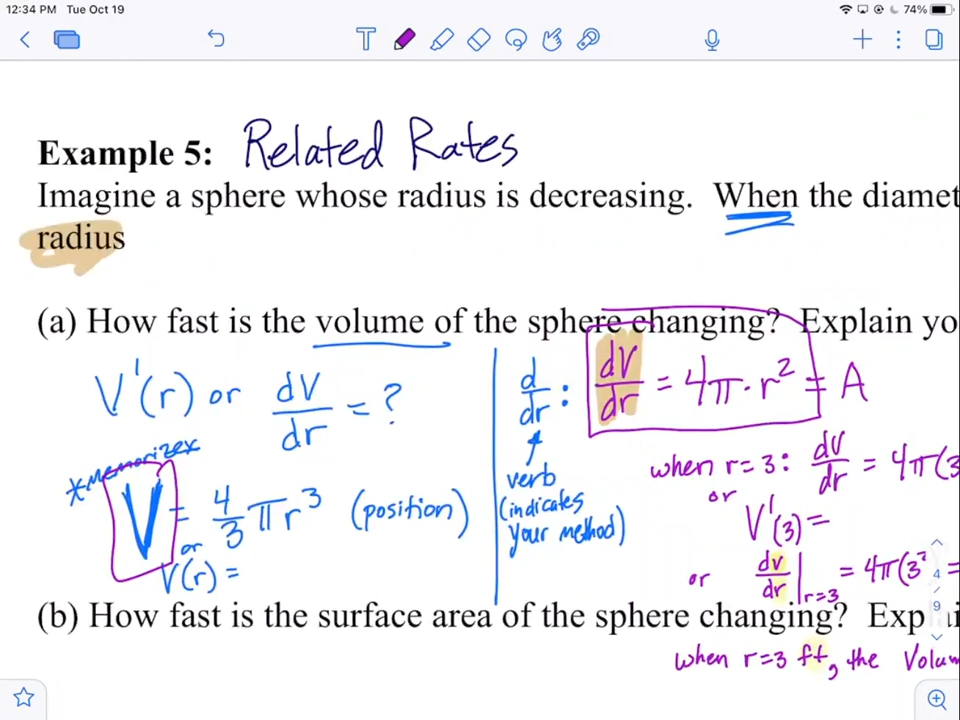 12:34 PM Tue Oct 19
74%
T
Example 5: Related Rates
Imagine a sphere whose radius is decreasing. When the diamet
radius
(a) How fast is the volume of the sphere changing? Explain yo
V'(r) or dV/dr = ?
*Memorize*
V = 4/3 πr³ (position)
or
V(r) =
d/dr : dV/dr = 4π·r² = A
verb
(indicates
your method)
when r=3: dV/dr = 4π(3
or
V'(3) =
or dV/dr|r=3 = 4π(3² =
4
9
(b) How fast is the surface area of the sphere changing? Expl
when r=3 ft, the Volum